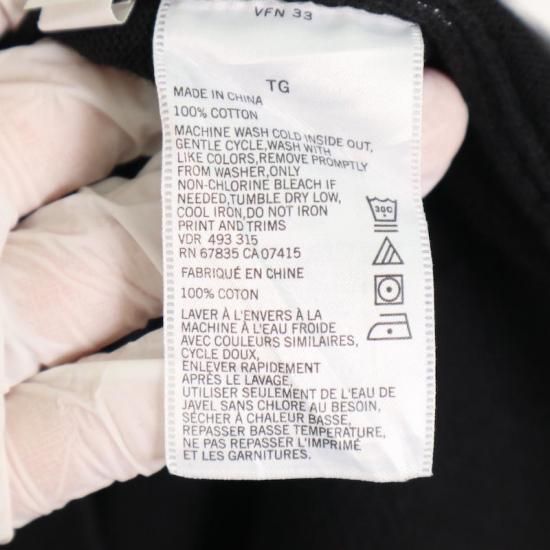 VFN 33
TG
MADE IN CHINA
100% COTTON
MACHINE WASH COLD INSIDE OUT,
GENTLE CYCLE,WASH WITH
LIKE COLORS,REMOVE PROMPTLY
FROM WASHER,ONLY
NON-CHLORINE BLEACH IF
NEEDED,TUMBLE DRY LOW,
COOL IRON,DO NOT IRON
PRINT AND TRIMS
VDR 493 315
RN 67835 CA 07415
30C
FABRIQUÉ EN CHINE
100% COTON
LAVER À L'ENVERS À LA
MACHINE À L'EAU FROIDE
AVEC COULEURS SIMILAIRES,
CYCLE DOUX,
ENLEVER RAPIDEMENT
APRÈS LE LAVAGE,
UTILISER SEULEMENT DE L'EAU DE
JAVEL SANS CHLORE AU BESOIN,
SÉCHER À CHALEUR BASSE,
REPASSER BASSE TEMPÉRATURE,
NE PAS REPASSER L'IMPRIMÉ
ET LES GARNITURES.